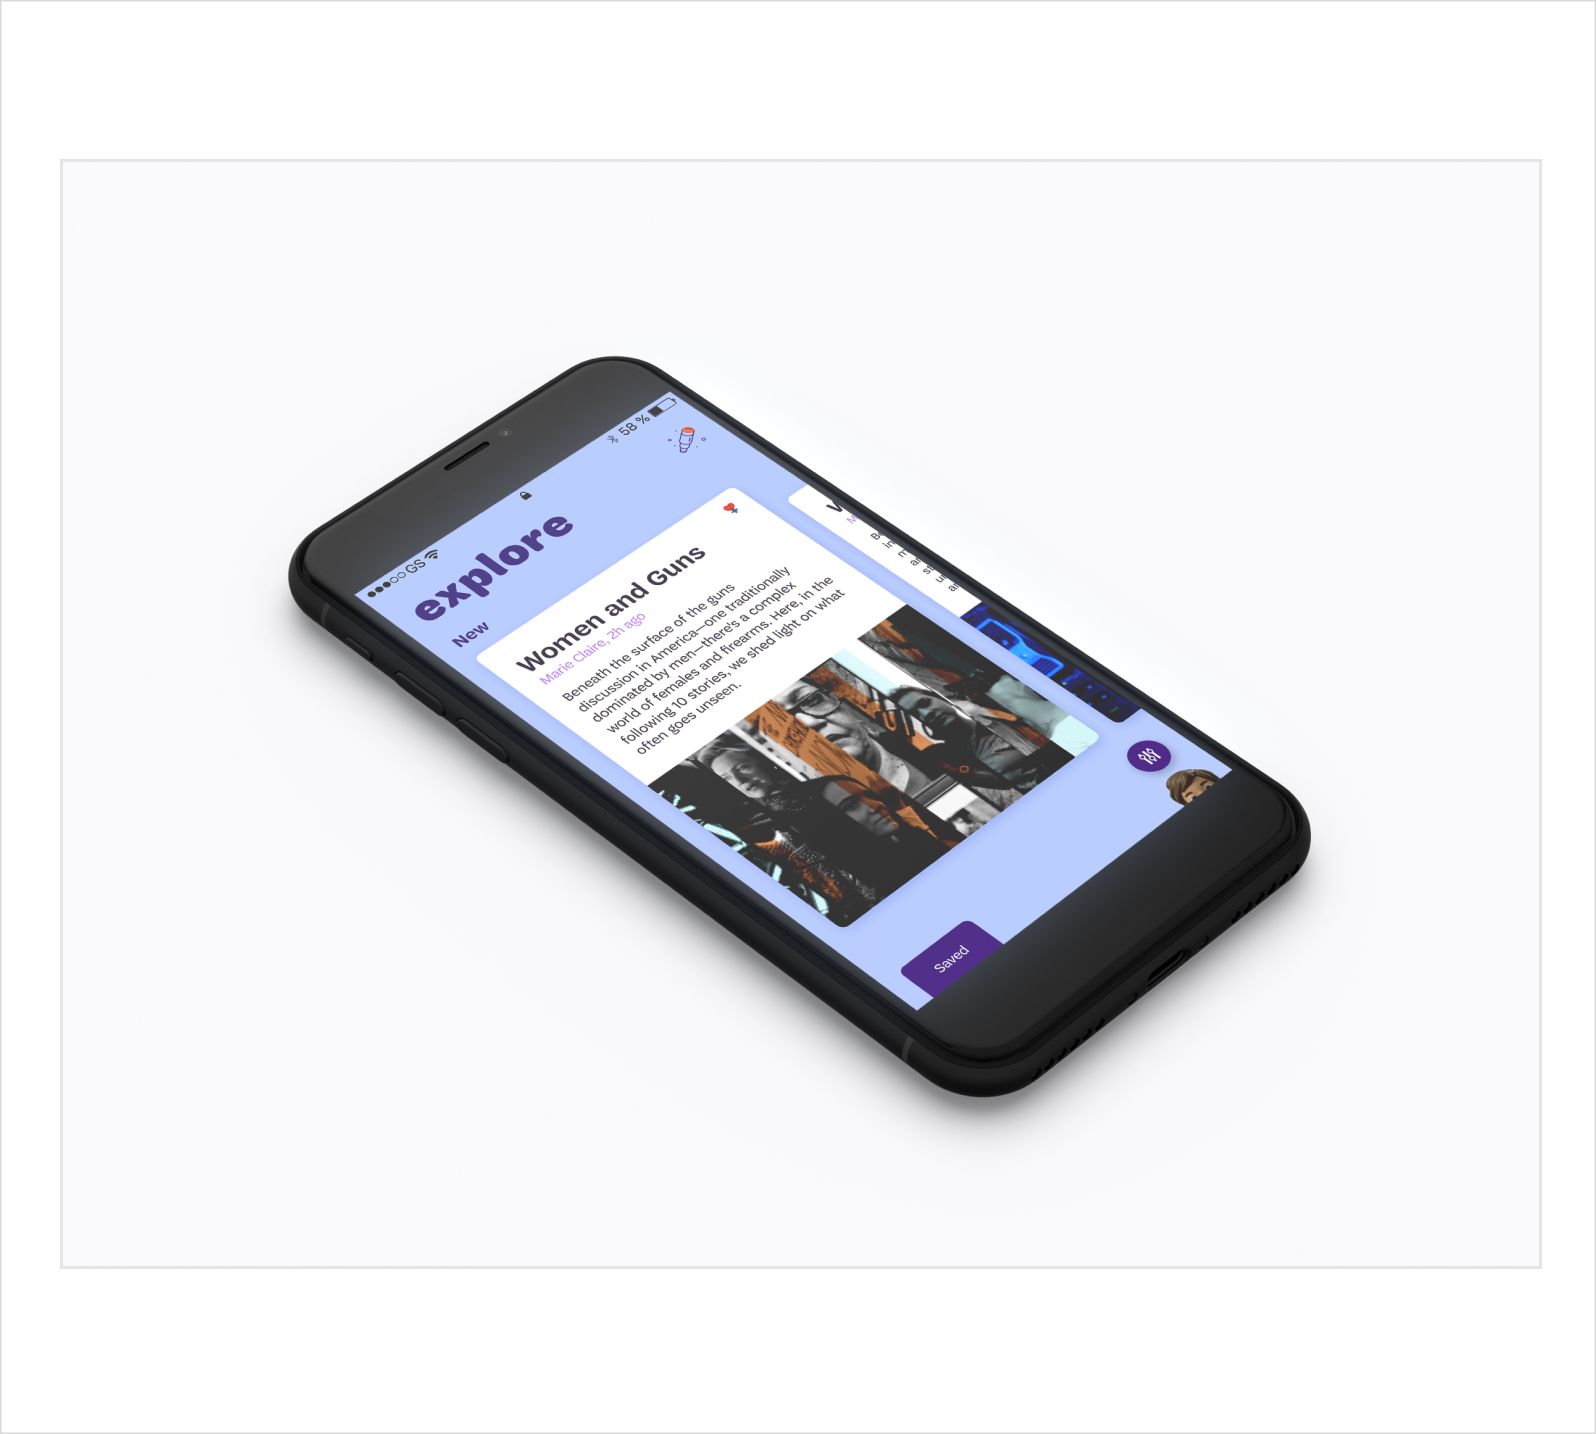 GS 58 %
explore
New
Women and Guns
Marie Claire, 2h ago
Beneath the surface of the guns
discussion in America—one traditionally
dominated by men—there's a complex
world of females and firearms. Here, in the
following 10 stories, we shed light on what
often goes unseen.
Saved